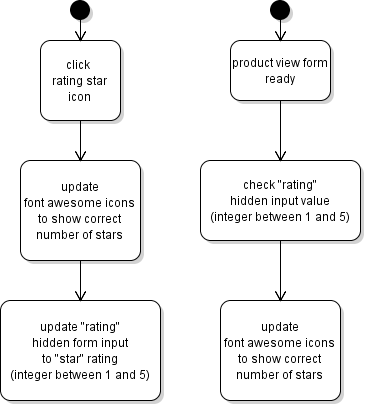 click
rating star
icon
update
font awesome icons
to show correct
number of stars
update "rating"
hidden form input
to "star" rating
(integer between 1 and 5)
product view form
ready
check "rating"
hidden input value
(integer between 1 and 5)
update
font awesome icons
to show correct
number of stars